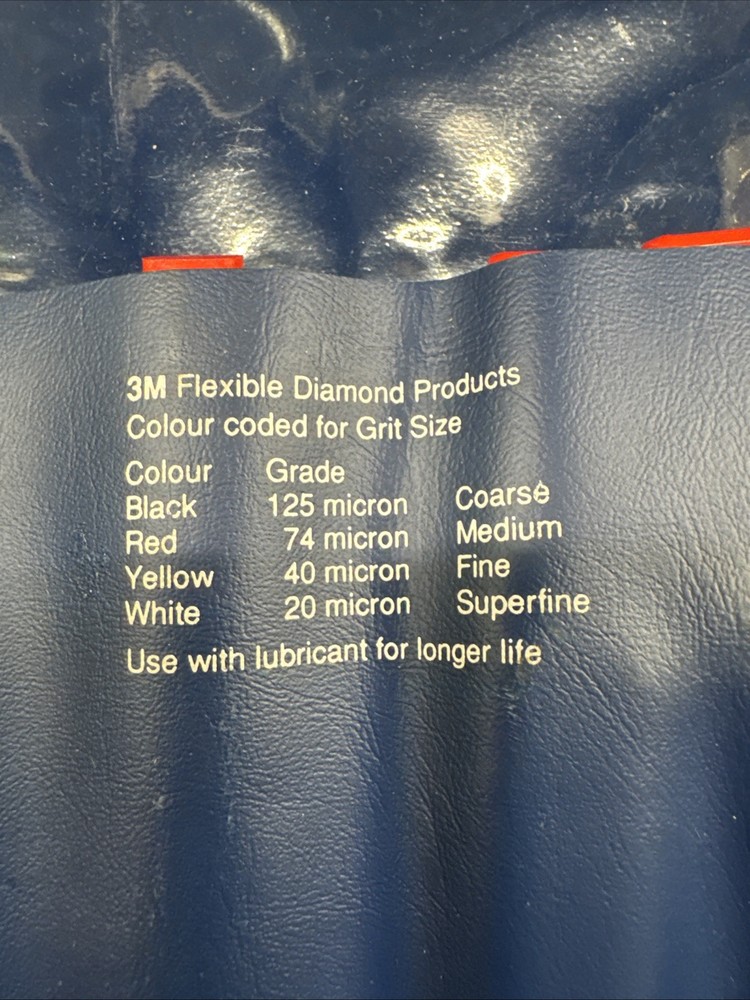 3M Flexible Diamond Products
Colour coded for Grit Size
Colour Grade
Black 125 micron Coarse
Red 74 micron Medium
Yellow 40 micron Fine
White 20 micron Superfine
Use with lubricant for longer life